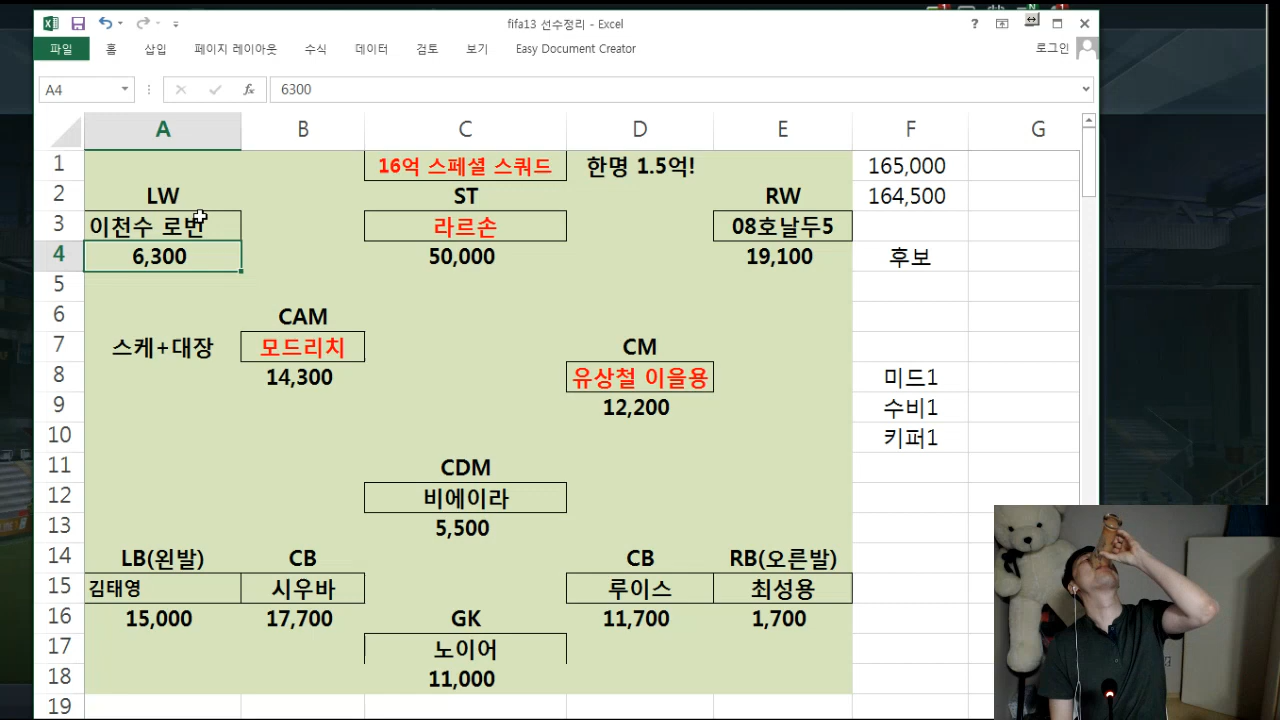 fifa13 선수정리 - Excel
파일 홈 삽입 페이지 레이아웃 수식 데이터 검토 보기 Easy Document Creator 로그인
A4 fx 6300
A B C D E F G
1 16억 스페셜 스쿼드 한명 1.5억! 165,000
2 LW ST RW 164,500
3 이천수 로번 라르손 08호날두5
4 6,300 50,000 19,100 후보
5
6 CAM
7 스케+대장 모드리치 CM
8 14,300 유상철 이을용 미드1
9 12,200 수비1
10 키퍼1
11 CDM
12 비에이라
13 5,500
14 LB(왼발) CB CB RB(오른발)
15 김태영 시우바 루이스 최성용
16 15,000 17,700 GK 11,700 1,700
17 노이어
18 11,000
19